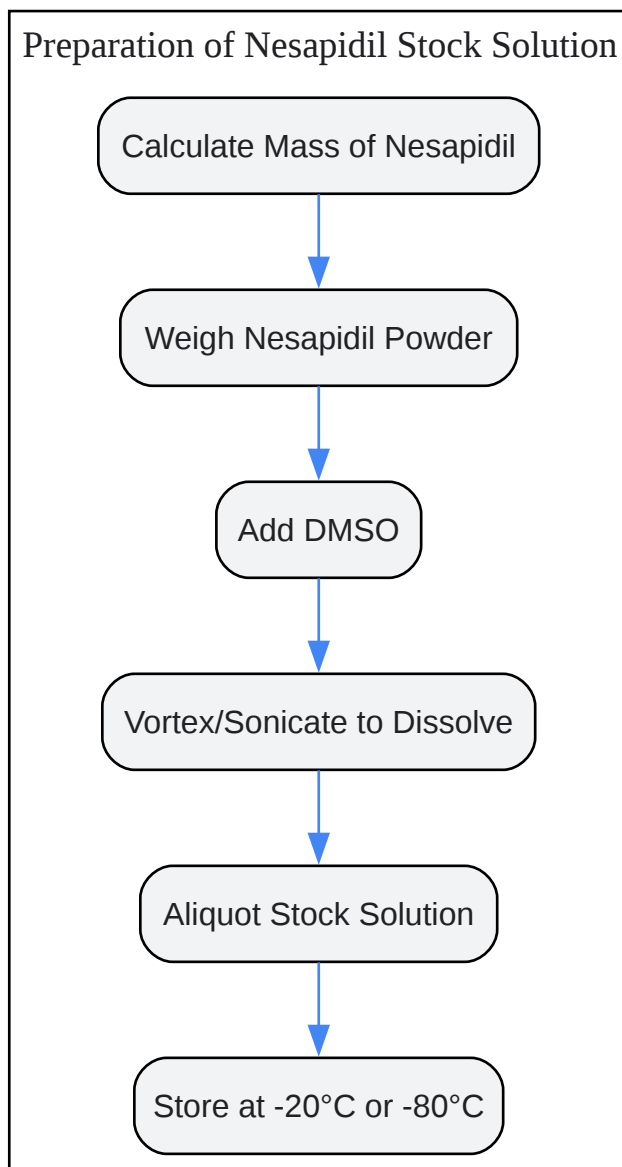 Preparation of Nesapidil Stock Solution
Calculate Mass of Nesapidil
Weigh Nesapidil Powder
Add DMSO
Vortex/Sonicate to Dissolve
Aliquot Stock Solution
Store at -20°C or -80°C